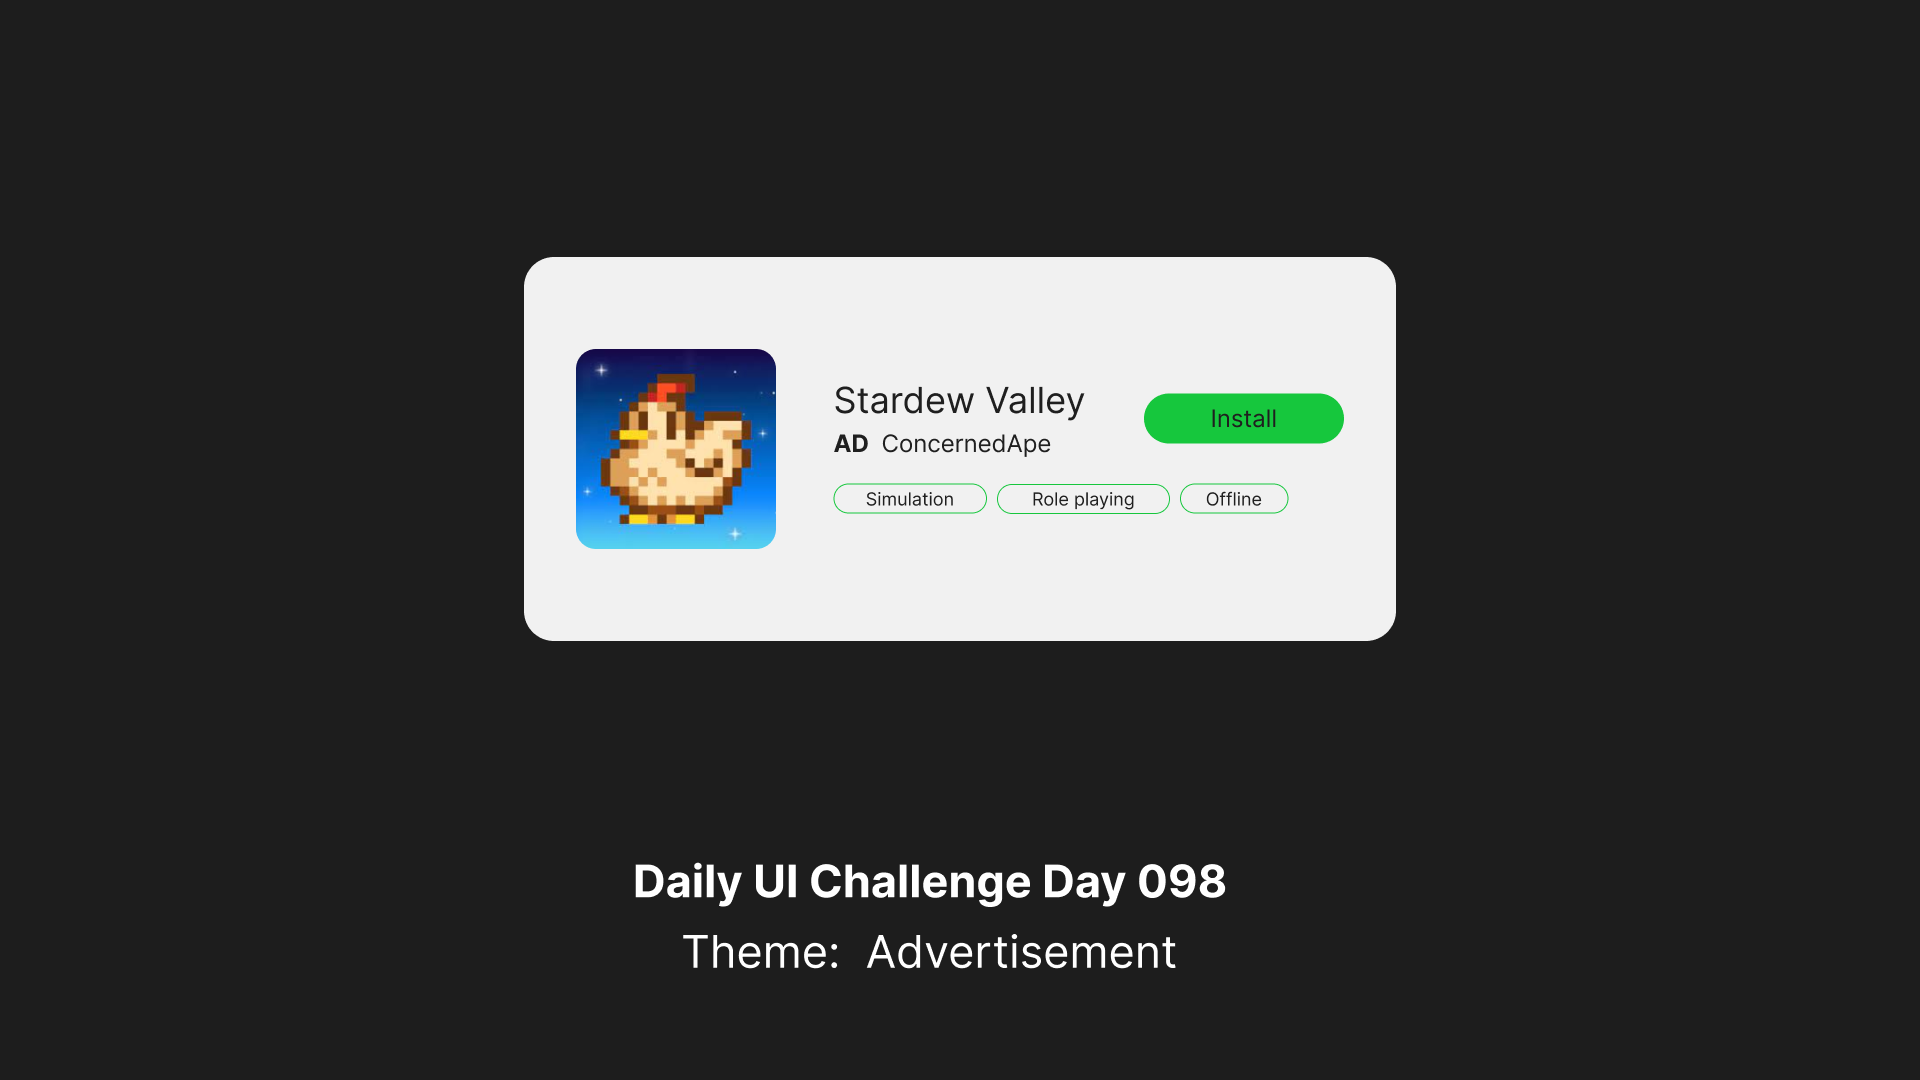 Stardew Valley
Install
AD ConcernedApe
Simulation Role playing Offline
Daily UI Challenge Day 098
Theme: Advertisement